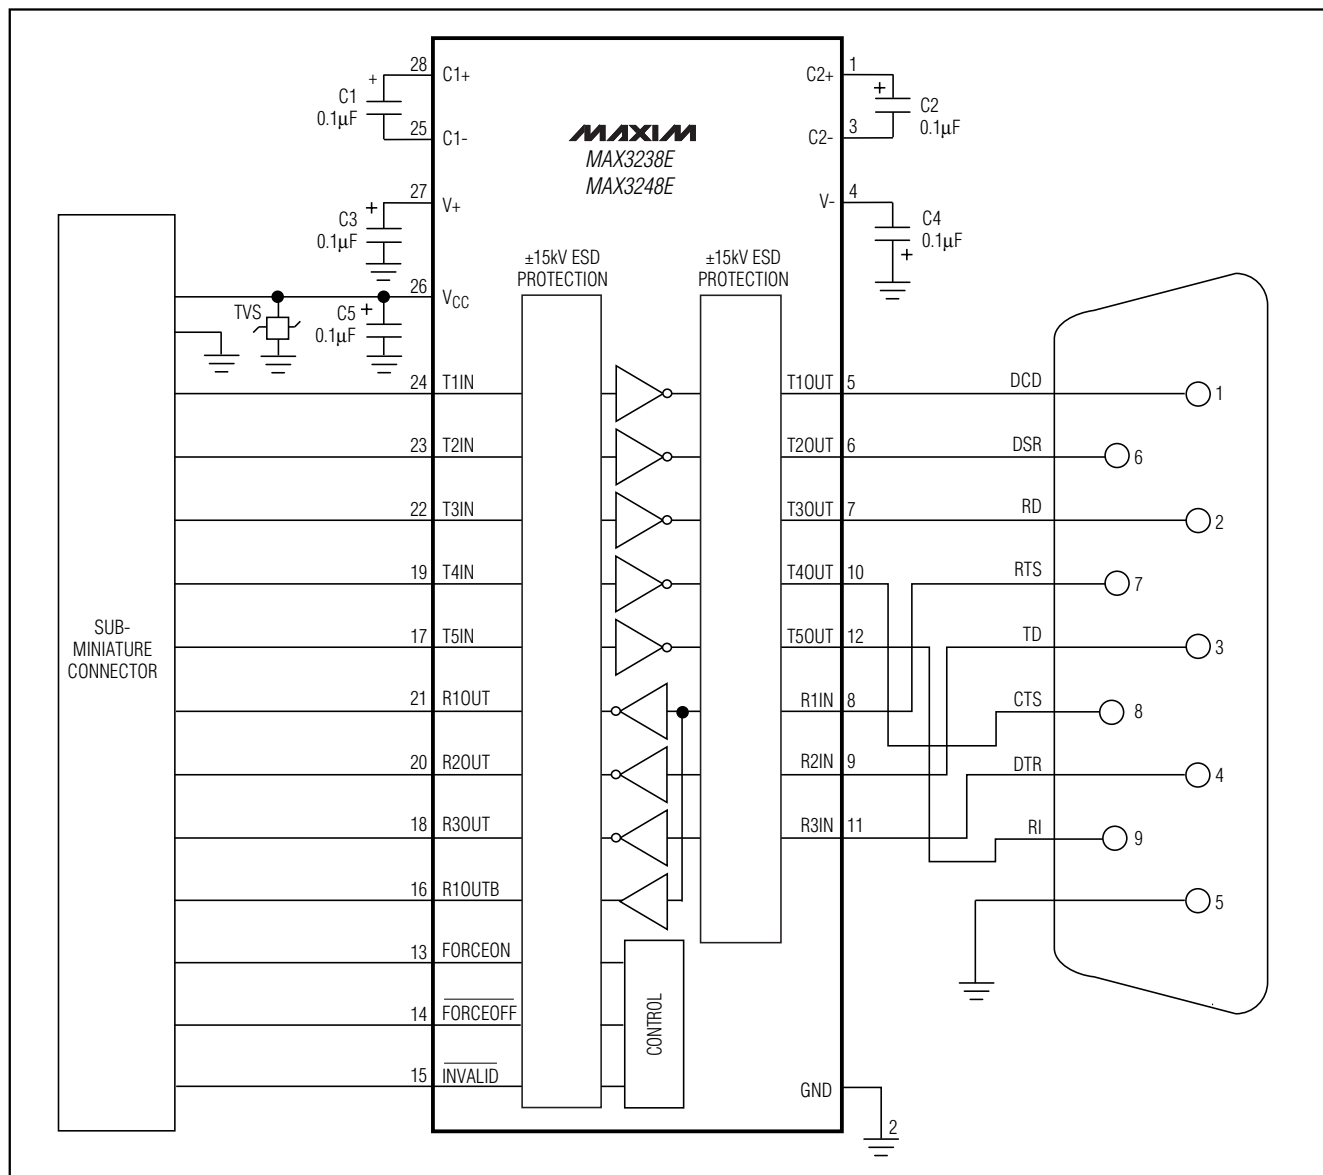 28
C1+
+
C1
0.1µF
25
C1-
1
C2+
+
C2
0.1µF
3
C2-
MAXIM
MAX3238E
MAX3248E
27
V+
+
C3
0.1µF
4
V-
C4
0.1µF
+
±15kV ESD
PROTECTION
±15kV ESD
PROTECTION
26
VCC
TVS
C5
+
0.1µF
24 T1IN
T1OUT 5
DCD
1
23 T2IN
T2OUT 6
DSR
6
22 T3IN
T3OUT 7
RD
2
19 T4IN
T4OUT 10
RTS
7
17 T5IN
T5OUT 12
TD
3
SUB-
MINIATURE
CONNECTOR
21 R1OUT
R1IN 8
CTS
8
20 R2OUT
R2IN 9
DTR
4
18 R3OUT
R3IN 11
RI
9
16 R1OUTB
5
13 FORCEON
14 FORCEOFF
15 INVALID
CONTROL
GND
2